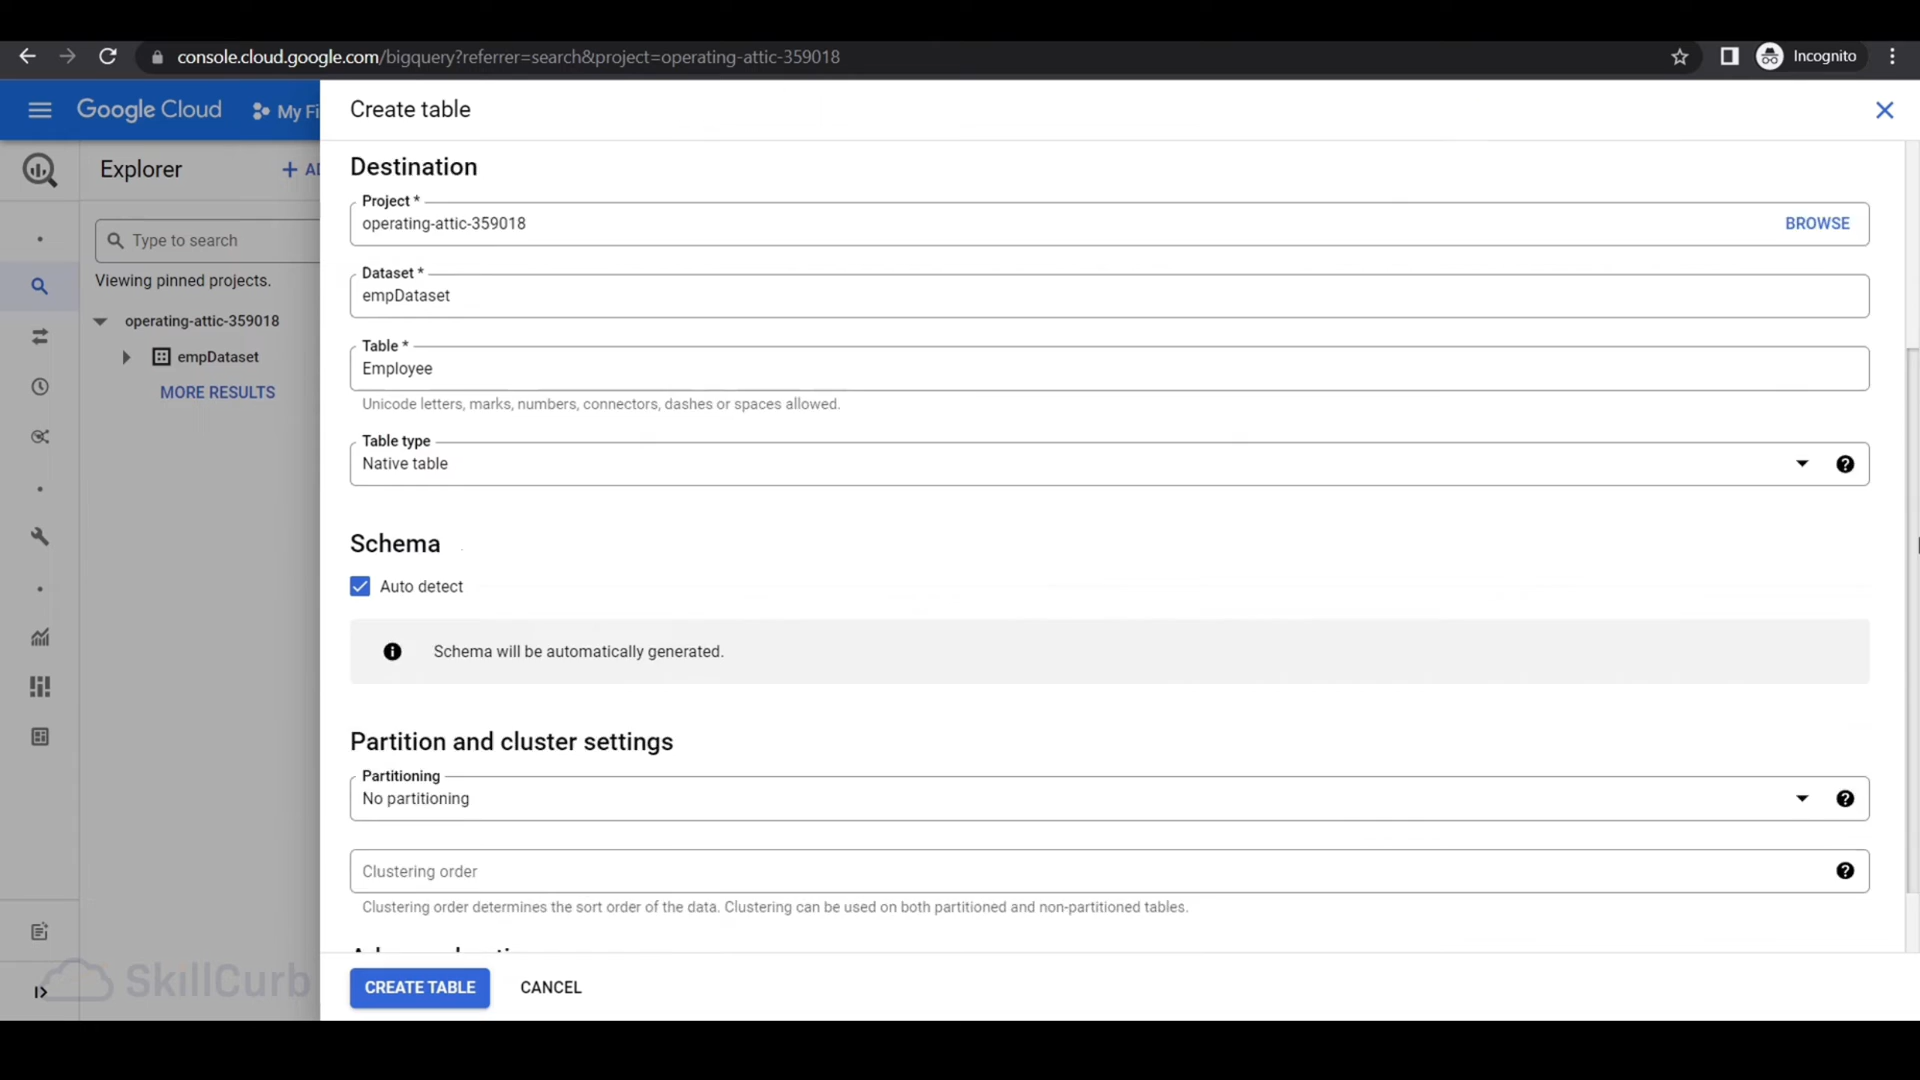 console.cloud.google.com/bigquery?referrer=search&project=operating-attic-359018
Incognito
Google Cloud
My Fi
Create table
Explorer
+ AD
Type to search
Viewing pinned projects.
operating-attic-359018
empDataset
MORE RESULTS
Destination
Project *
operating-attic-359018
BROWSE
Dataset *
empDataset
Table *
Employee
Unicode letters, marks, numbers, connectors, dashes or spaces allowed.
Table type
Native table
Schema
Auto detect
Schema will be automatically generated.
Partition and cluster settings
Partitioning
No partitioning
Clustering order
Clustering order determines the sort order of the data. Clustering can be used on both partitioned and non-partitioned tables.
CREATE TABLE
CANCEL
SkillCurb